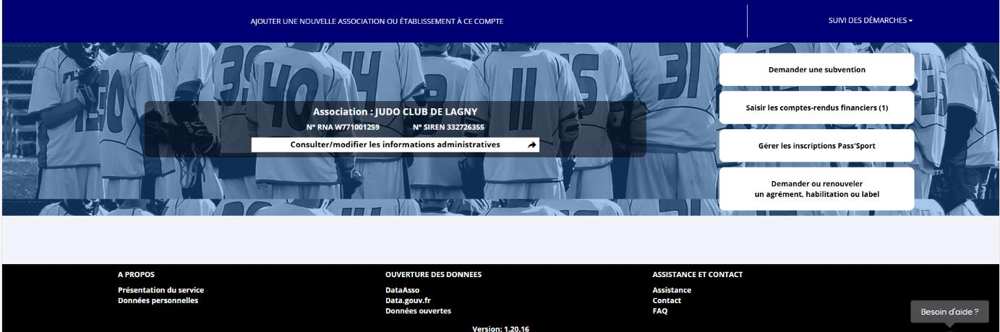 AJOUTER UNE NOUVELLE ASSOCIATION OU ÉTABLISSEMENT À CE COMPTE
SUIVI DES DÉMARCHES
Demander une subvention
Saisir les comptes-rendus financiers (1)
Gérer les inscriptions Pass'Sport
Demander ou renouveler
un agrément, habilitation ou label
Association : JUDO CLUB DE LAGNY
N° RNA W771001259 N° SIREN 332726355
Consulter/modifier les informations administratives
40
11
31
A PROPOS
Présentation du service
Données personnelles
OUVERTURE DES DONNEES
DataAsso
Data.gouv.fr
Données ouvertes
ASSISTANCE ET CONTACT
Assistance
Contact
FAQ
Besoin d'aide ?
Version: 1.20.16